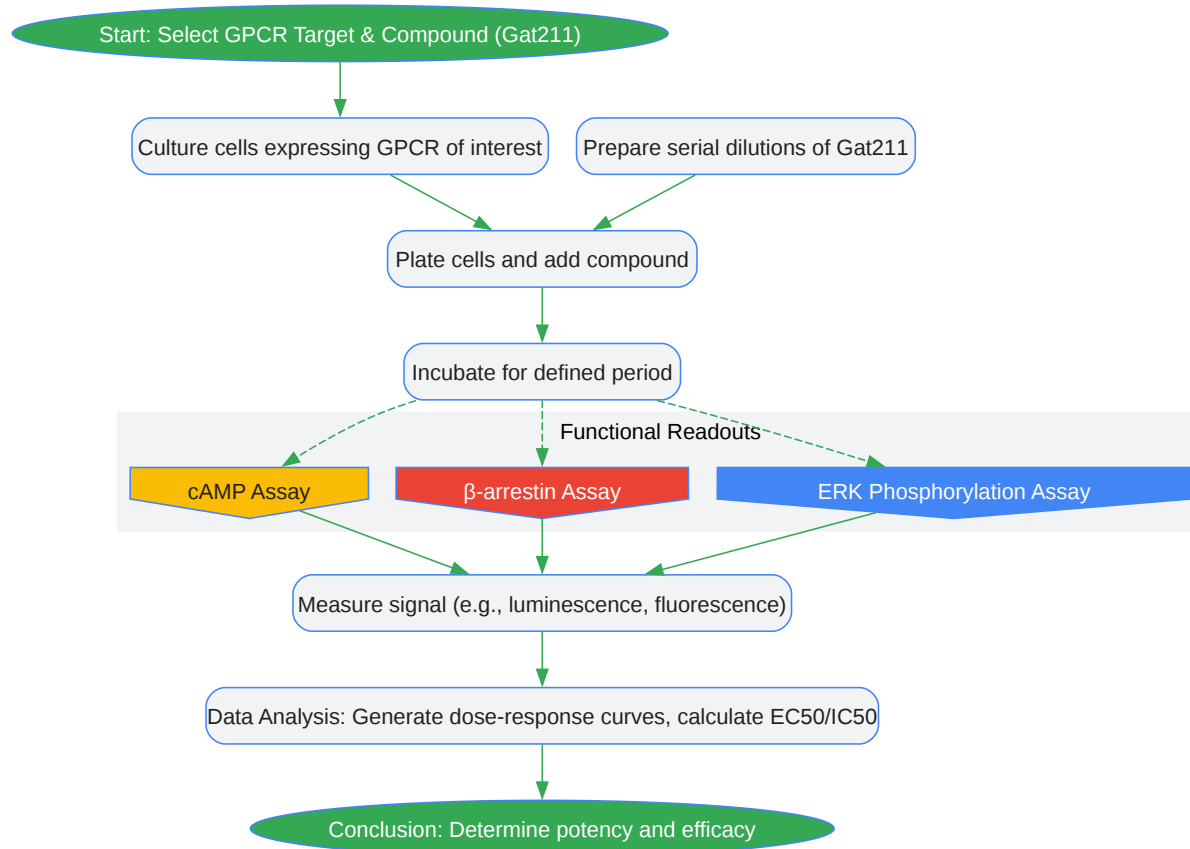 Start: Select GPCR Target & Compound (Gat211)
Culture cells expressing GPCR of interest
Prepare serial dilutions of Gat211
Plate cells and add compound
Incubate for defined period
Functional Readouts
cAMP Assay
β-arrestin Assay
ERK Phosphorylation Assay
Measure signal (e.g., luminescence, fluorescence)
Data Analysis: Generate dose-response curves, calculate EC50/IC50
Conclusion: Determine potency and efficacy